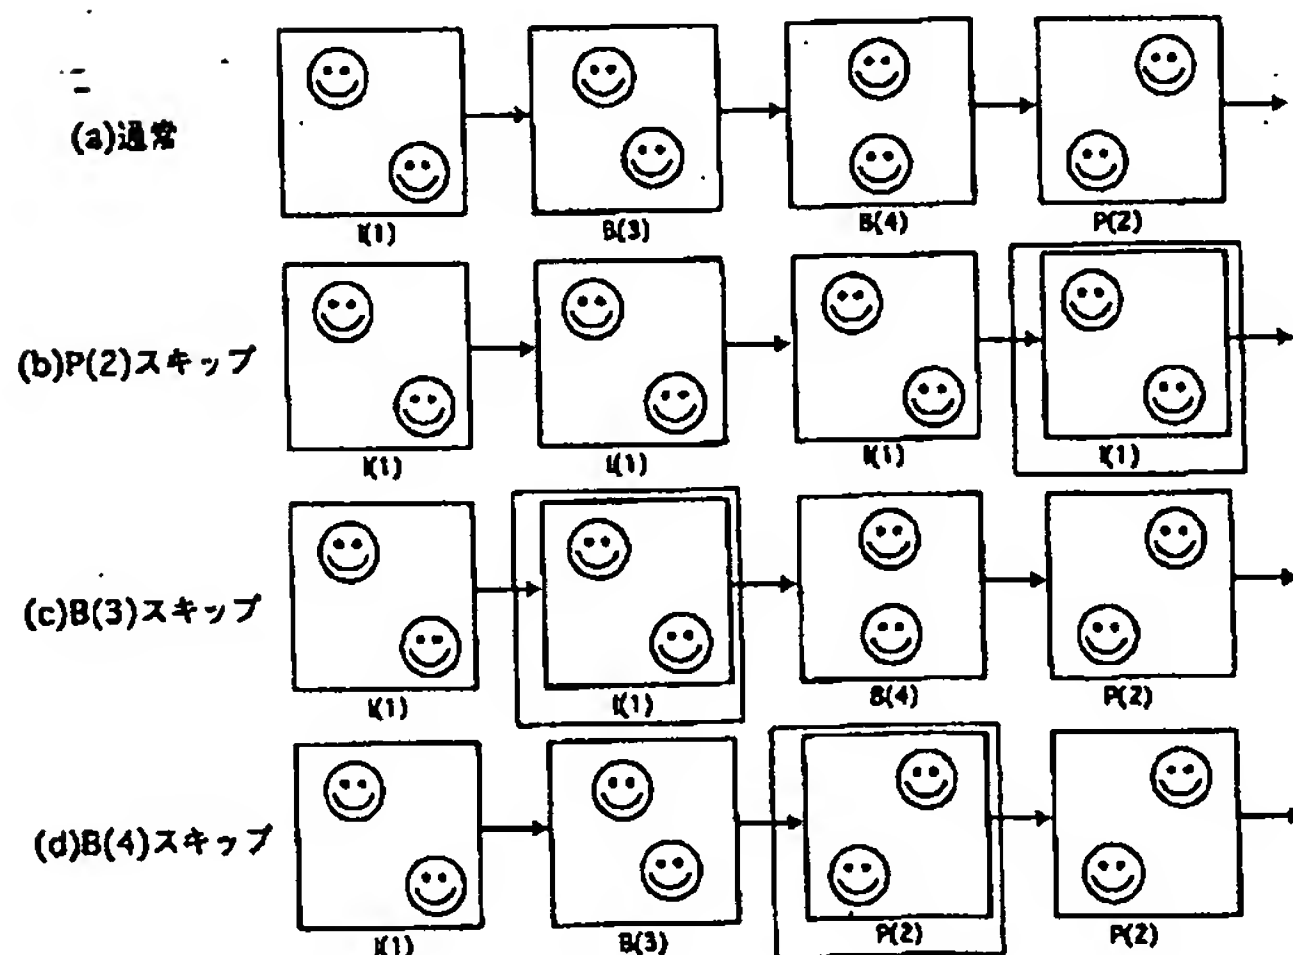 (a)通常
I(1) B(3) B(4) P(2)
(b)P(2)スキップ
I(1) I(1) I(1) I(1)
(c)B(3)スキップ
I(1) I(1) B(4) P(2)
(d)B(4)スキップ
I(1) B(3) P(2) P(2)